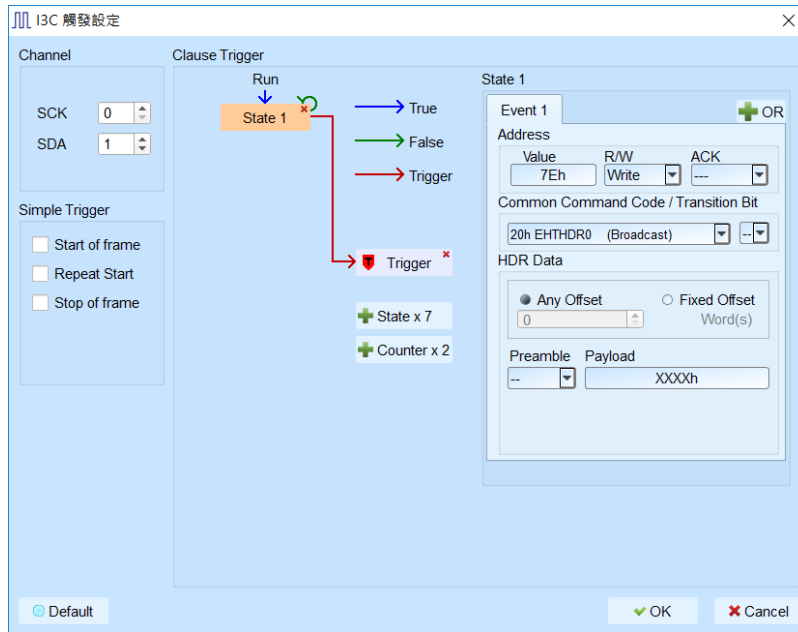 I3C 觸發設定
Channel
SCK 0
SDA 1
Simple Trigger
Start of frame
Repeat Start
Stop of frame
Clause Trigger
Run
State 1
True
False
Trigger
Trigger
State x 7
Counter x 2
State 1
Event 1
OR
Address
Value R/W ACK
7Eh Write ---
Common Command Code / Transition Bit
20h EHTHDR0 (Broadcast) --
HDR Data
Any Offset Fixed Offset
0 Word(s)
Preamble Payload
-- XXXXh
Default
OK
Cancel